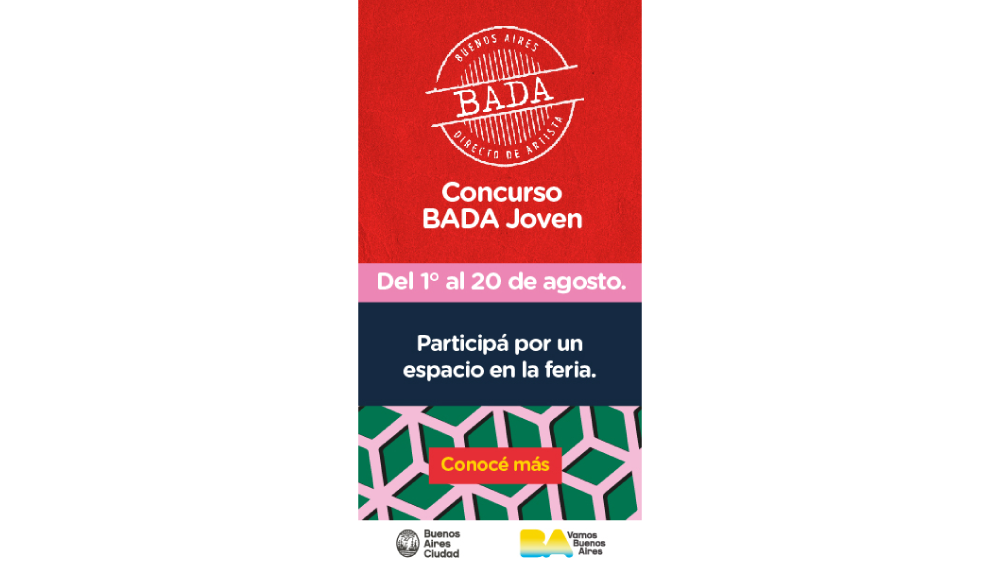 BUENOS AIRES
BADA
DIRECTO DE ARTISTA
Concurso
BADA Joven
Del 1° al 20 de agosto.
Participá por un
espacio en la feria.
Conocé más
Buenos
Aires
Ciudad
BA
Vamos
Buenos
Aires